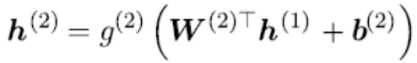 h⁽²⁾ = g⁽²⁾ (W⁽²⁾⊤h⁽¹⁾ + b⁽²⁾)